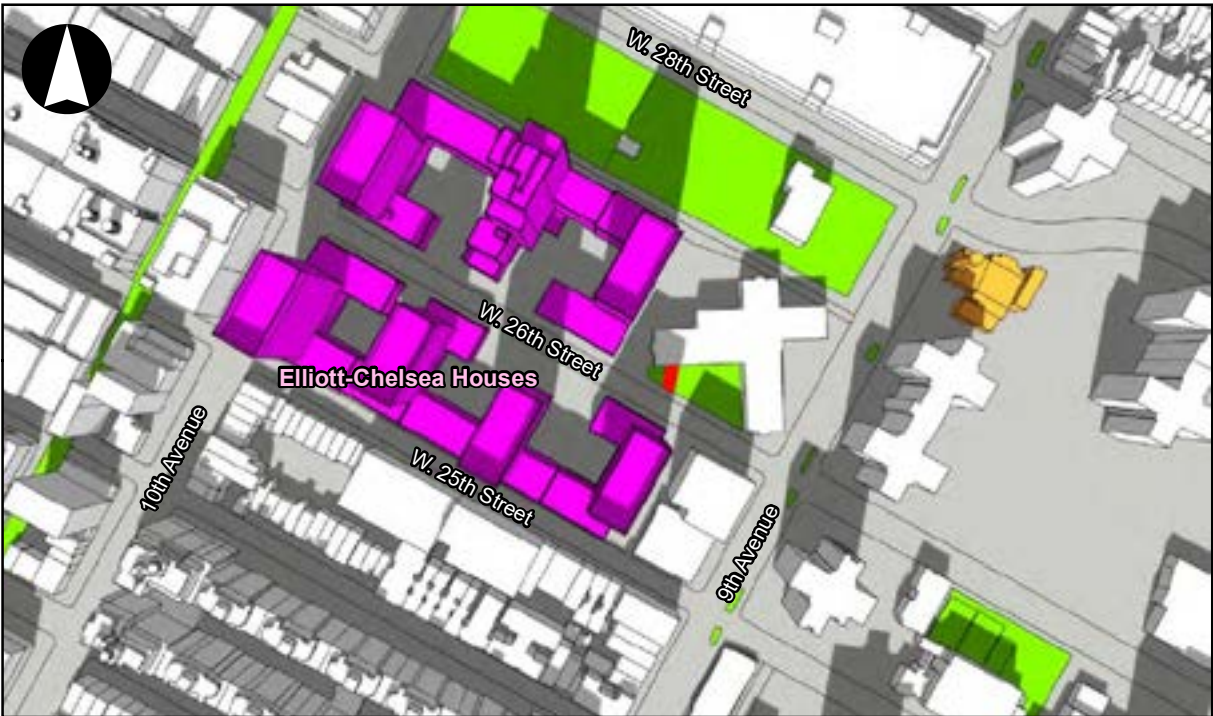 W. 28th Street
W. 26th Street
Elliott-Chelsea Houses
10th Avenue
W. 25th Street
9th Avenue